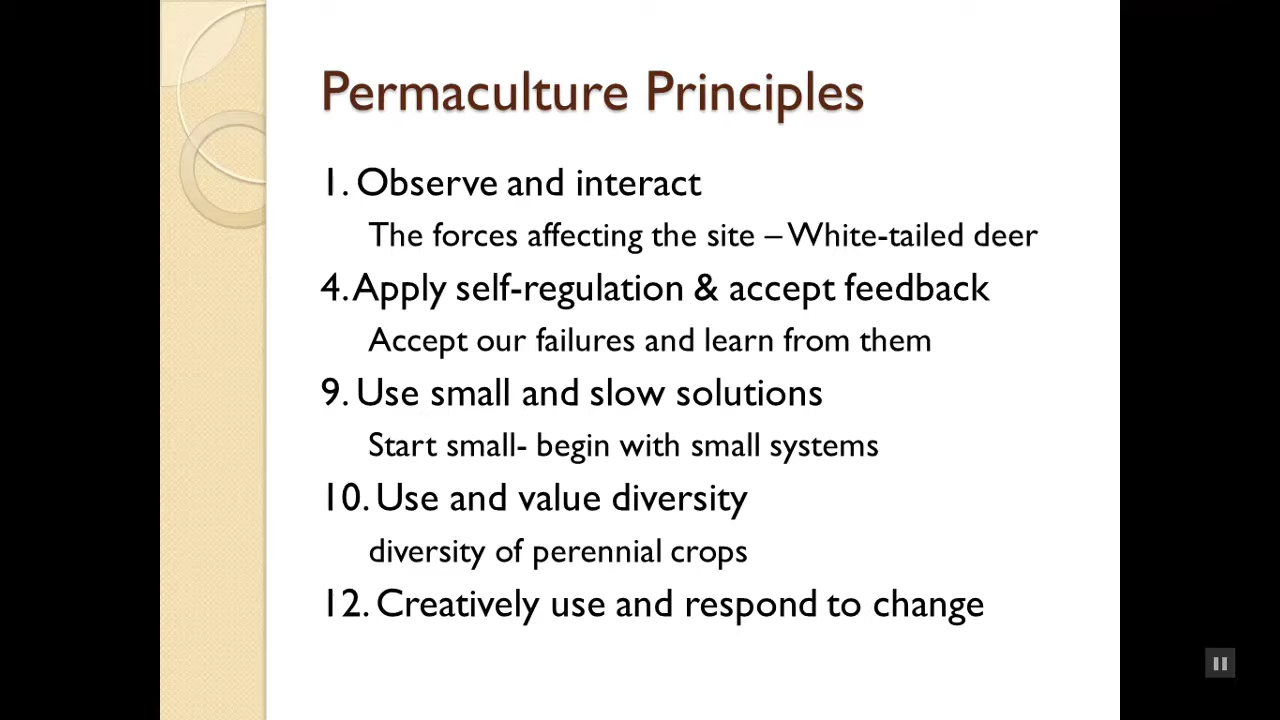 Permaculture Principles
1. Observe and interact
The forces affecting the site – White-tailed deer
4. Apply self-regulation & accept feedback
Accept our failures and learn from them
9. Use small and slow solutions
Start small- begin with small systems
10. Use and value diversity
diversity of perennial crops
12. Creatively use and respond to change